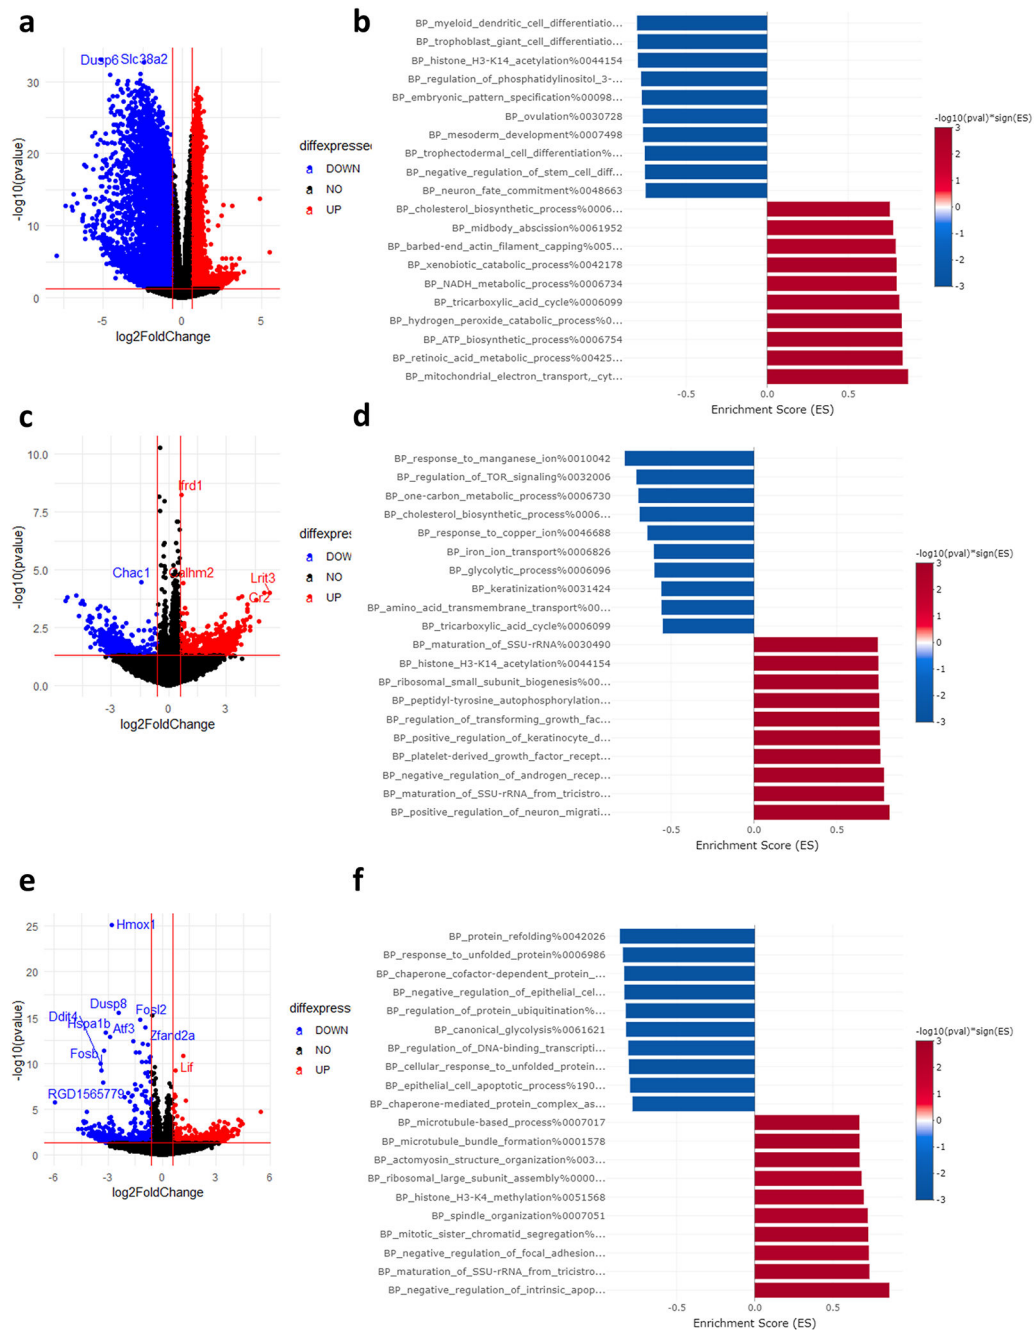 a
Dusp6 Slc38a2
30
20
10
0
-log10(pvalue)
-5 0 5
log2FoldChange
diffexpressed
a DOWN
a NO
a UP
b
BP_myeloid_dendritic_cell_differentiatio...
BP_trophoblast_giant_cell_differentiatio...
BP_histone_H3-K14_acetylation%0044154
BP_regulation_of_phosphatidylinositol_3-...
BP_embryonic_pattern_specification%00098...
BP_ovulation%0030728
BP_mesoderm_development%0007498
BP_trophectodermal_cell_differentiation%...
BP_negative_regulation_of_stem_cell_diff...
BP_neuron_fate_commitment%0048663
BP_cholesterol_biosynthetic_process%0006...
BP_midbody_abscission%0061952
BP_barbed-end_actin_filament_capping%005...
BP_xenobiotic_catabolic_process%0042178
BP_NADH_metabolic_process%0006734
BP_tricarboxylic_acid_cycle%0006099
BP_hydrogen_peroxide_catabolic_process%0...
BP_ATP_biosynthetic_process%0006754
BP_retinoic_acid_metabolic_process%00425...
BP_mitochondrial_electron_transport,_cyt...
-0.5 0.0 0.5
Enrichment Score (ES)
-log10(pval)*sign(ES)
3
2
1
0
-1
-2
-3
c
10.0
7.5
5.0
2.5
0.0
-log10(pvalue)
Ifrd1
Chac1
Calhm2
Lrit3
Cr2
-3 0 3
log2FoldChange
diffexpres
a DOW
a NO
a UP
d
BP_response_to_manganese_ion%0010042
BP_regulation_of_TOR_signaling%0032006
BP_one-carbon_metabolic_process%0006730
BP_cholesterol_biosynthetic_process%0006...
BP_response_to_copper_ion%0046688
BP_iron_ion_transport%0006826
BP_glycolytic_process%0006096
BP_keratinization%0031424
BP_amino_acid_transmembrane_transport%00...
BP_tricarboxylic_acid_cycle%0006099
BP_maturation_of_SSU-rRNA%0030490
BP_histone_H3-K14_acetylation%0044154
BP_ribosomal_small_subunit_biogenesis%00...
BP_peptidyl-tyrosine_autophosphorylation...
BP_regulation_of_transforming_growth_fac...
BP_positive_regulation_of_keratinocyte_d...
BP_platelet-derived_growth_factor_recept...
BP_negative_regulation_of_androgen_recep...
BP_maturation_of_SSU-rRNA_from_tricistro...
BP_positive_regulation_of_neuron_migrati...
-0.5 0.0 0.5
Enrichment Score (ES)
-log10(pval)*sign(ES)
3
2
1
0
-1
-2
-3
e
25
20
15
10
5
0
-log10(pvalue)
Hmox1
Dusp8
Fosl2
Ddit4
Hspa1b
Atf3
Zfand2a
Fosb
Lif
RGD1565779
-6 -3 0 3 6
log2FoldChange
diffexpress
a DOWN
a NO
a UP
f
BP_protein_refolding%0042026
BP_response_to_unfolded_protein%0006986
BP_chaperone_cofactor-dependent_protein_...
BP_negative_regulation_of_epithelial_cel...
BP_regulation_of_protein_ubiquitination%...
BP_canonical_glycolysis%0061621
BP_regulation_of_DNA-binding_transcripti...
BP_cellular_response_to_unfolded_protein...
BP_epithelial_cell_apoptotic_process%190...
BP_chaperone-mediated_protein_complex_as...
BP_microtubule-based_process%0007017
BP_microtubule_bundle_formation%0001578
BP_actomyosin_structure_organization%003...
BP_ribosomal_large_subunit_assembly%0000...
BP_histone_H3-K4_methylation%0051568
BP_spindle_organization%0007051
BP_mitotic_sister_chromatid_segregation%...
BP_negative_regulation_of_focal_adhesion...
BP_maturation_of_SSU-rRNA_from_tricistro...
BP_negative_regulation_of_intrinsic_apop...
-0.5 0.0 0.5
Enrichment Score (ES)
-log10(pval)*sign(ES)
3
2
1
0
-1
-2
-3